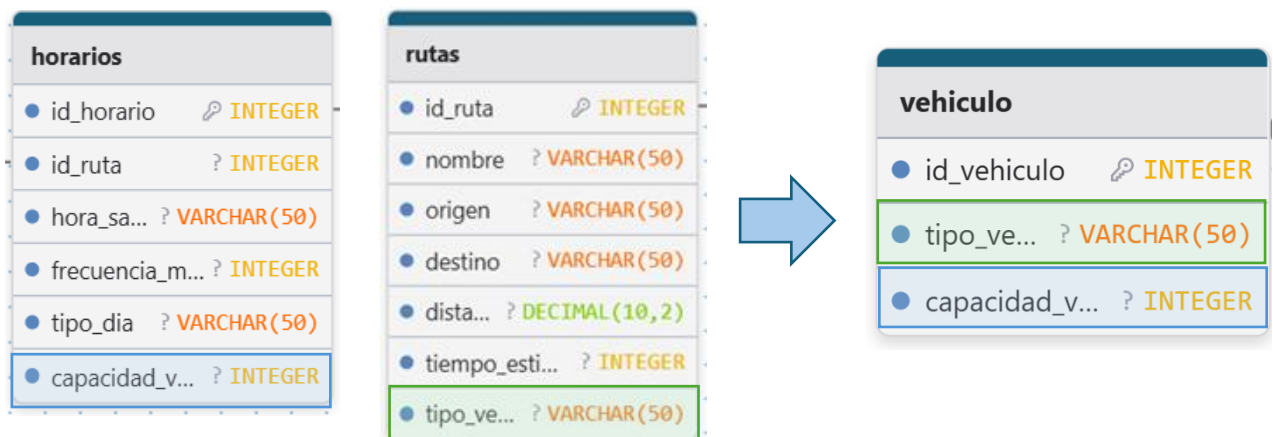 horarios
id_horario INTEGER
id_ruta ? INTEGER
hora_sa... ? VARCHAR(50)
frecuencia_m... ? INTEGER
tipo_dia ? VARCHAR(50)
capacidad_v... ? INTEGER
rutas
id_ruta INTEGER
nombre ? VARCHAR(50)
origen ? VARCHAR(50)
destino ? VARCHAR(50)
dista... ? DECIMAL(10,2)
tiempo_esti... ? INTEGER
tipo_ve... ? VARCHAR(50)
vehiculo
id_vehiculo INTEGER
tipo_ve... ? VARCHAR(50)
capacidad_v... ? INTEGER